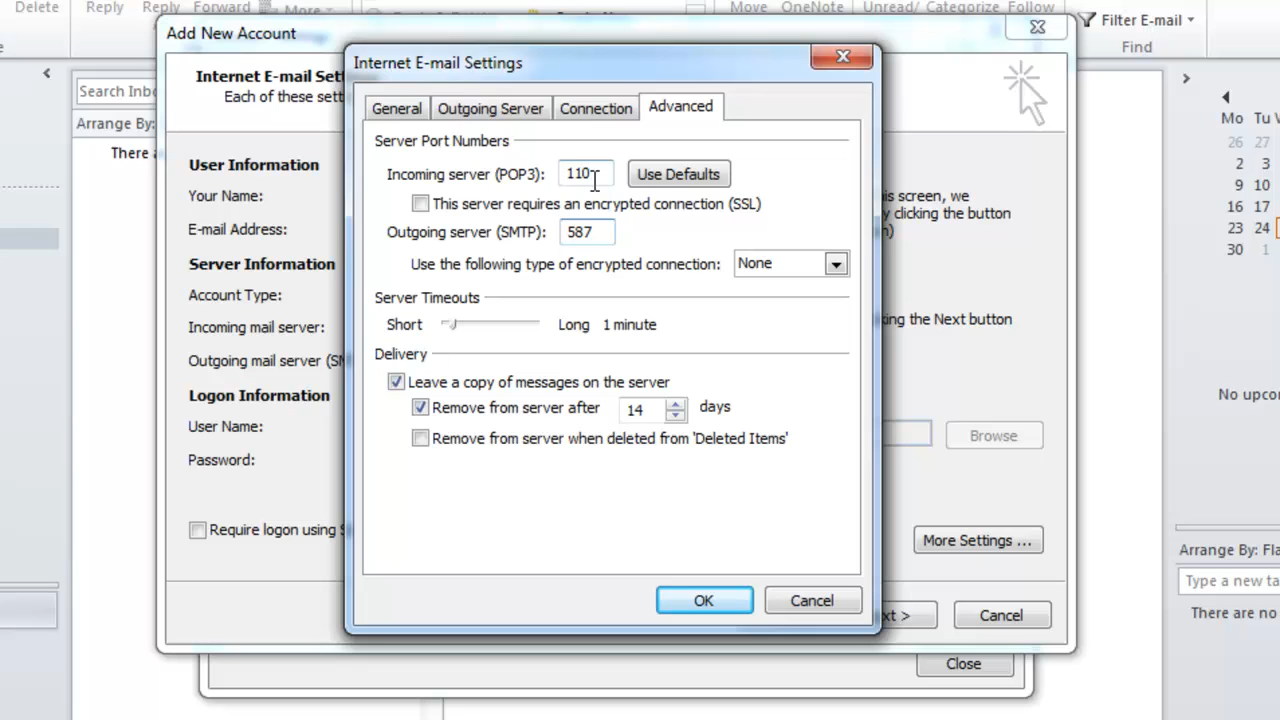 Delete Reply Reply Forward More Move OneNote Unread/ Categorize Follow
Filter E-mail
Find
Add New Account
Internet E-mail Set
Each of these sett
Search Inbo
Arrange By:
There a
User Information
Your Name:
E-mail Address:
Server Information
Account Type:
Incoming mail server:
Outgoing mail server (SM
Logon Information
User Name:
Password:
Require logon using S
Internet E-mail Settings
General Outgoing Server Connection Advanced
Server Port Numbers
Incoming server (POP3): 110 Use Defaults
This server requires an encrypted connection (SSL)
Outgoing server (SMTP): 587
Use the following type of encrypted connection: None
Server Timeouts
Short Long 1 minute
Delivery
Leave a copy of messages on the server
Remove from server after 14 days
Remove from server when deleted from 'Deleted Items'
OK Cancel
is screen, we
y clicking the button
n)
king the Next button
Browse
More Settings ...
xt > Cancel
Close
Mo Tu
26 27
2 3
9 10
16 17
23 24
30 1
No upcor
Arrange By: Fla
Type a new ta
There are no